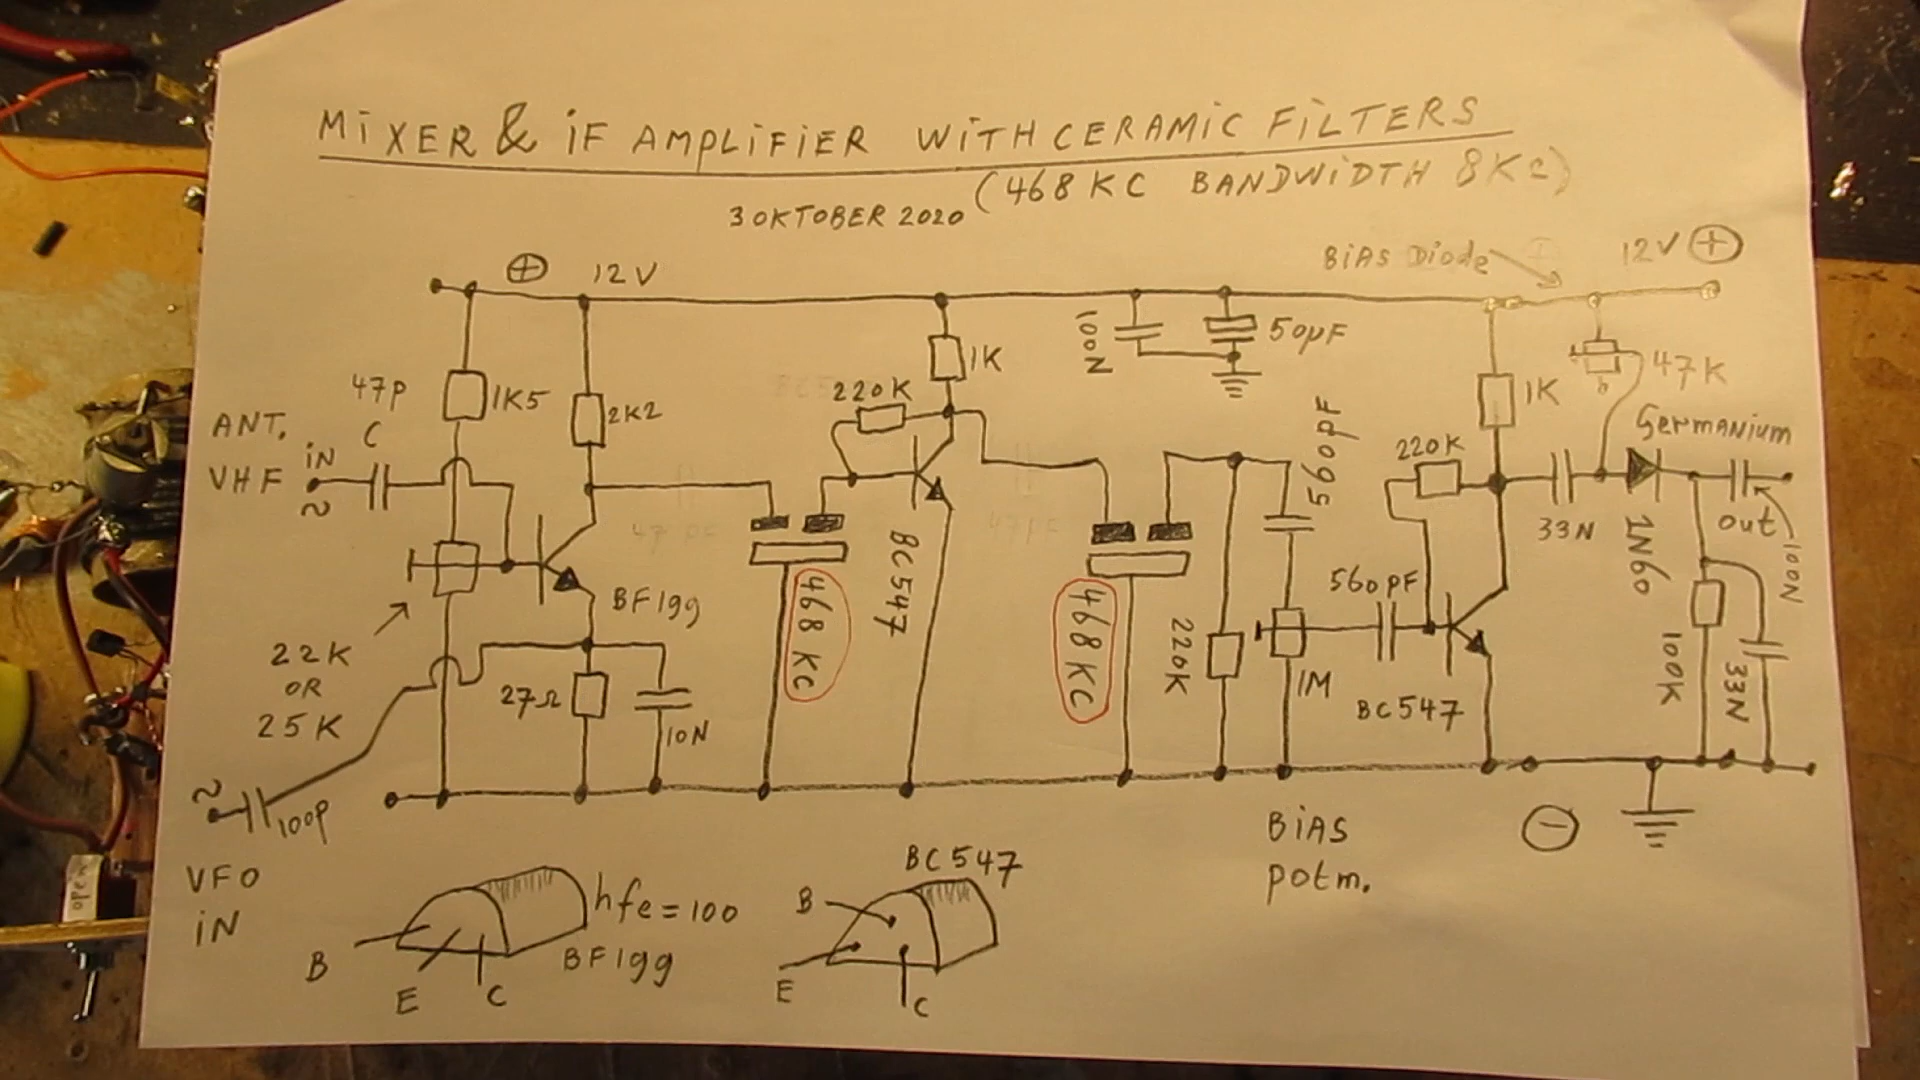 MiXER & iF AMPLiFiER WiTH CERAMiC FiLTERS
(468 KC BANDWiDTH 8KC)
3 OKTOBER 2020
BiAS Diode
12V +
+ 12V
100N
50µF
1K
47K
47p
C
1K5
2K2
220K
1K
Germanium
ANT.
VHF
iN
~
560pF
220K
33N
1N60
out
100N
BF199
468 KC
BC547
468 KC
560pF
220K
1M
BC547
100K
33N
22K
OR
25K
27Ω
10N
~
100p
VFO
iN
BiAS
potm.
−
hfe=100
BF199
B
E
C
BC547
B
E
C
ope